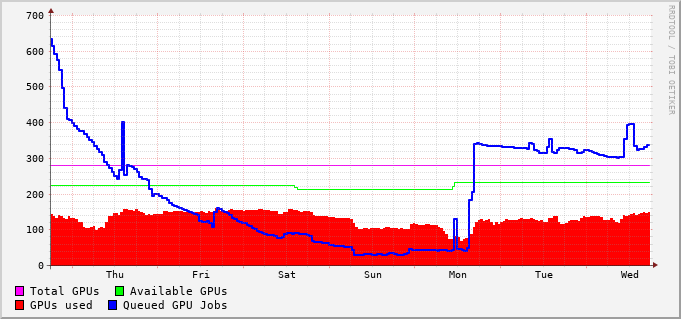 700
600
500
400
300
200
100
0
Thu Fri Sat Sun Mon Tue Wed
Total GPUs Available GPUs
GPUs used Queued GPU Jobs
RRDTOOL / TOBI OETIKER